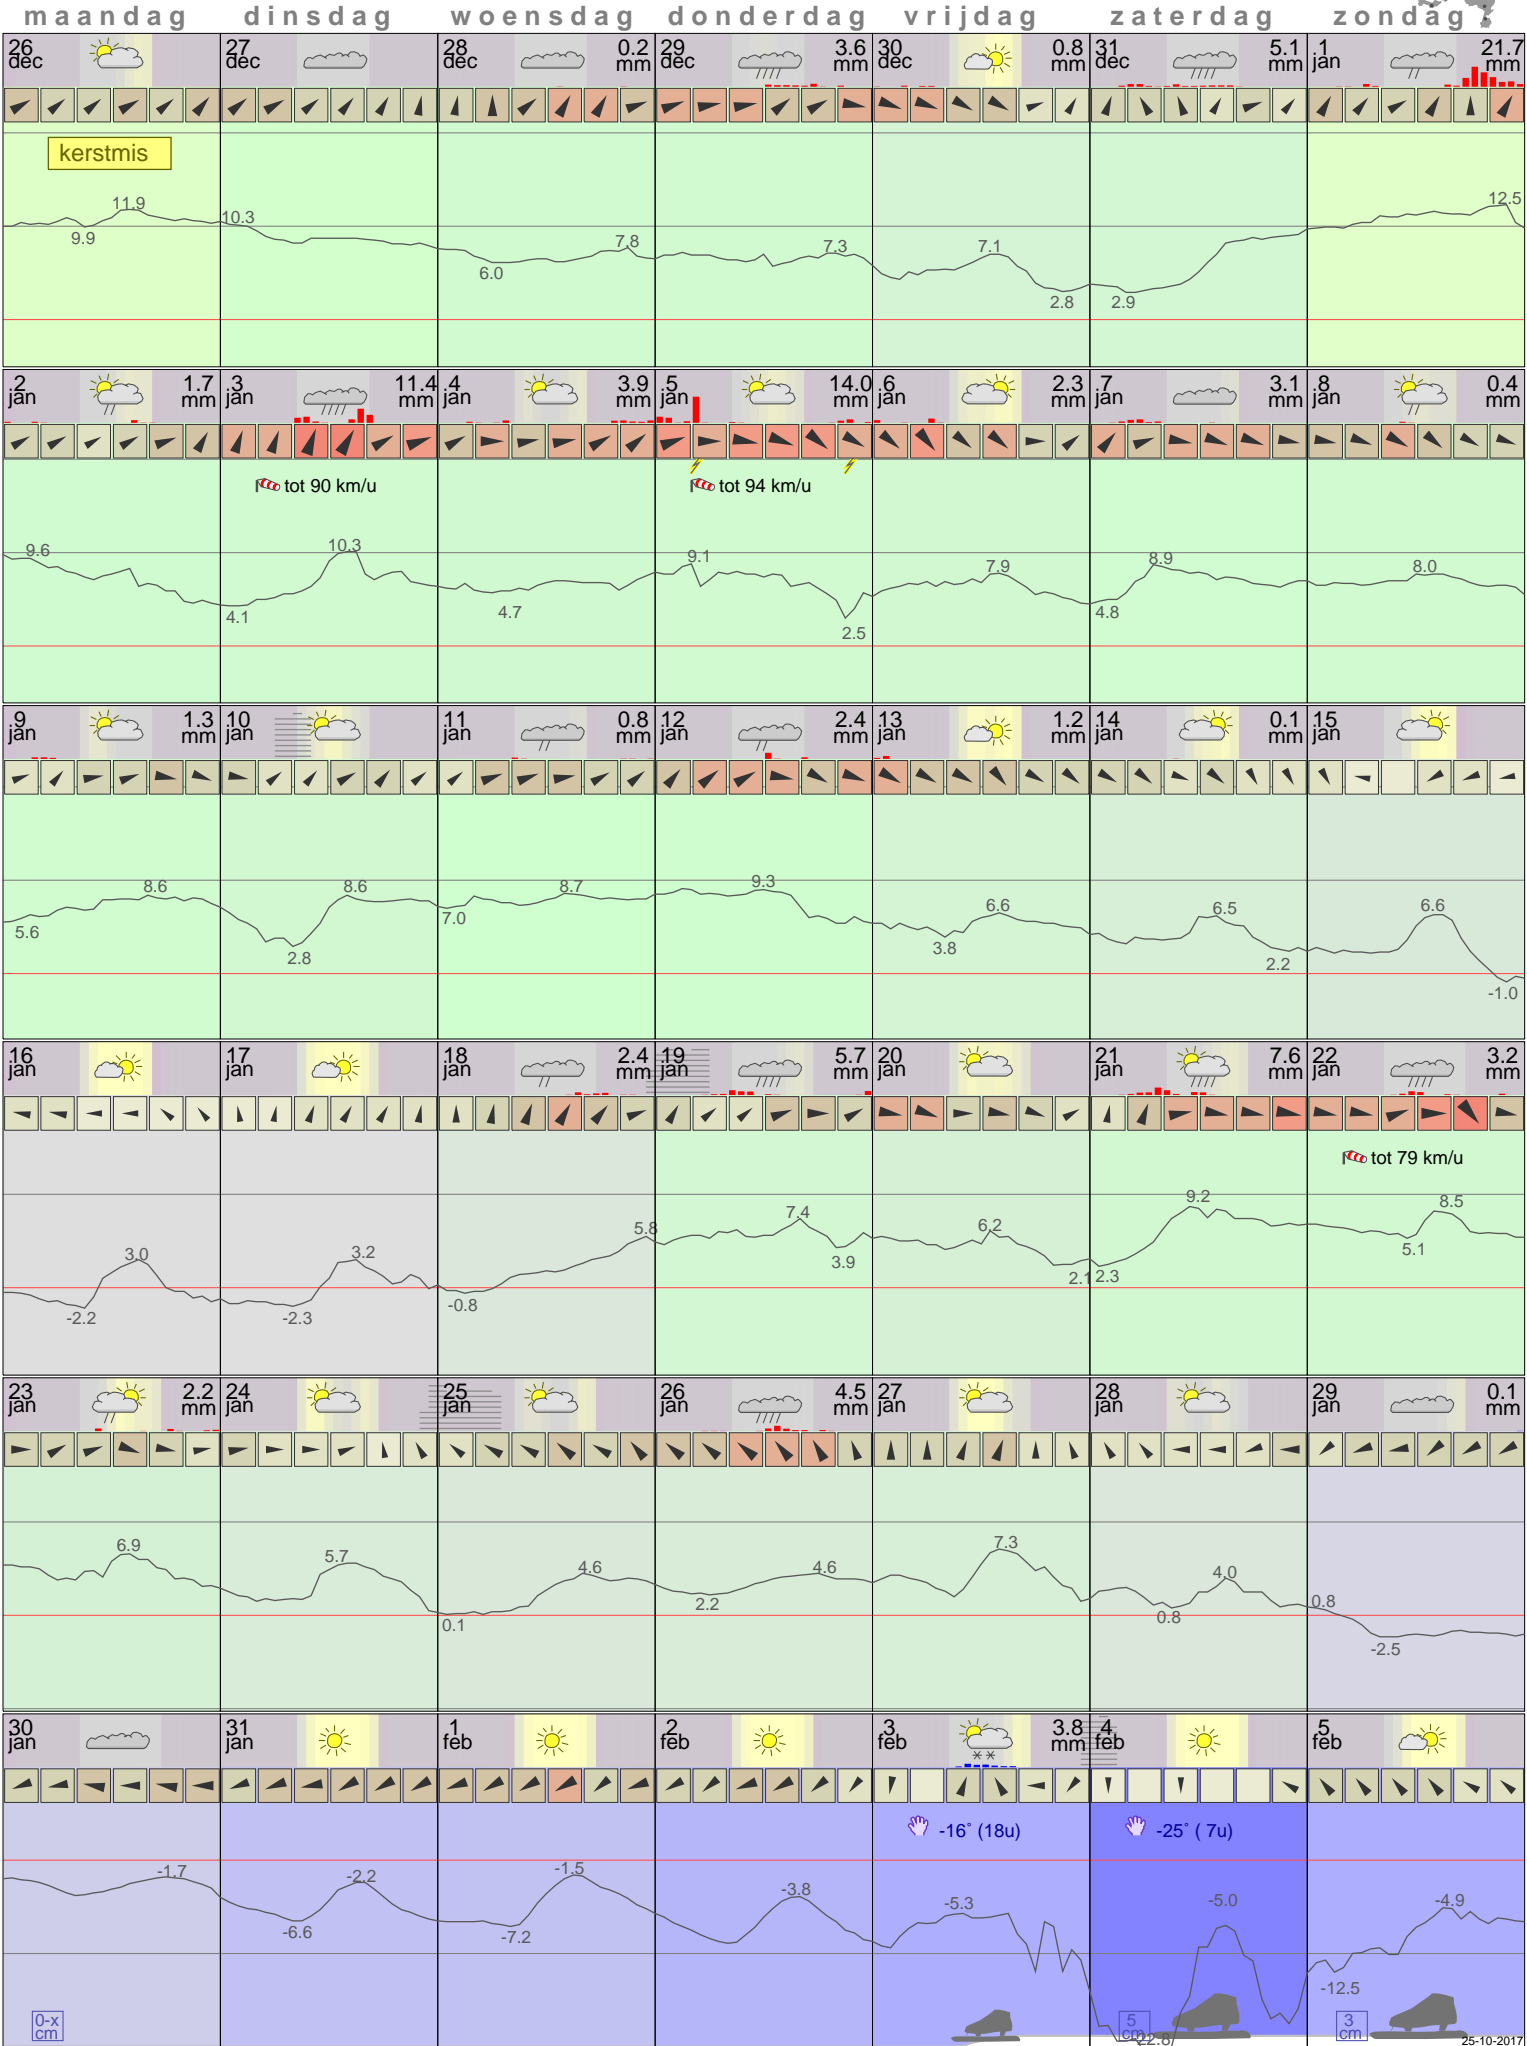 maandag dinsdag woensdag donderdag vrijdag zaterdag zondag
26 dec 27 dec 28 dec 0.2 mm 29 dec 3.6 mm 30 dec 0.8 mm 31 dec 5.1 mm .1 jan 21.7 mm
kerstmis
11.9 9.9 10.3 6.0 7.8 7.3 7.1 2.8 2.9 12.5
.2 jan 1.7 mm .3 jan 11.4 mm .4 jan 3.9 mm .5 jan 14.0 mm .6 jan 2.3 mm .7 jan 3.1 mm .8 jan 0.4 mm
tot 90 km/u tot 94 km/u
9.6 4.1 10.3 4.7 9.1 2.5 7.9 4.8 8.9 8.0
.9 jan 1.3 mm 10 jan 11 jan 0.8 mm 12 jan 2.4 mm 13 jan 1.2 mm 14 jan 0.1 mm 15 jan
5.6 8.6 2.8 8.6 7.0 8.7 9.3 3.8 6.6 6.5 2.2 6.6 -1.0
16 jan 17 jan 18 jan 2.4 mm 19 jan 5.7 mm 20 jan 21 jan 7.6 mm 22 jan 3.2 mm
tot 79 km/u
-2.2 3.0 -2.3 3.2 -0.8 5.8 7.4 3.9 6.2 2.1 2.3 9.2 5.1 8.5
23 jan 2.2 mm 24 jan 25 jan 26 jan 4.5 mm 27 jan 28 jan 29 jan 0.1 mm
6.9 5.7 0.1 4.6 2.2 4.6 7.3 0.8 4.0 0.8 -2.5
30 jan 31 jan .1 feb .2 feb .3 feb 3.8 mm .4 feb .5 feb
-16° (18u) -25° ( 7u)
-1.7 -6.6 -2.2 -7.2 -1.5 -3.8 -5.3 -22.8 -5.0 -12.5 -4.9
0-x cm 5 cm 3 cm
25-10-2017